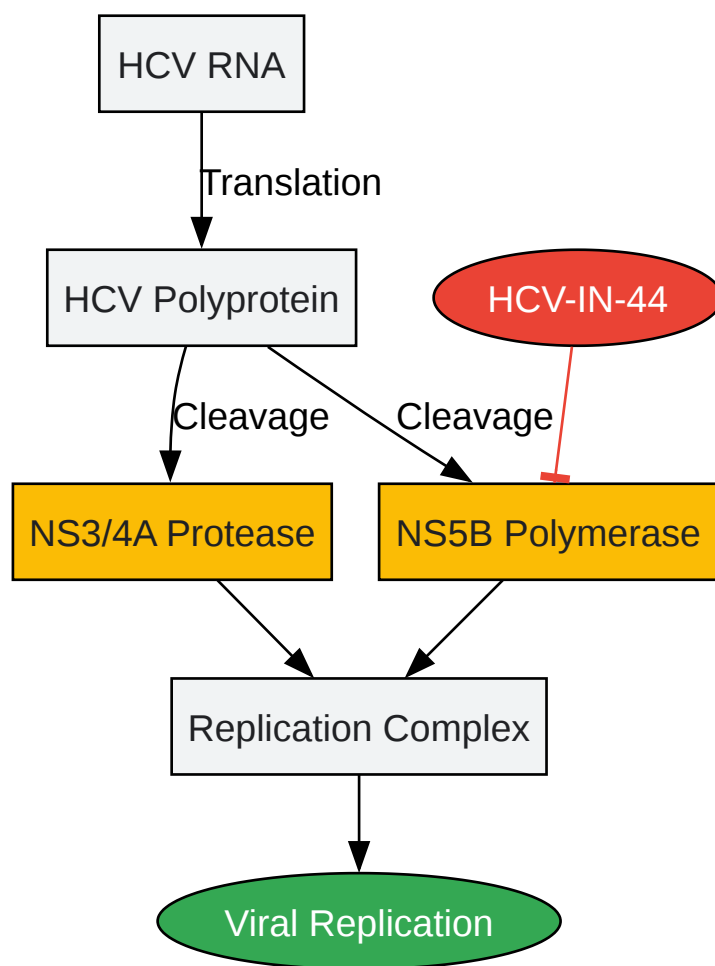 HCV RNA
Translation
HCV Polyprotein
HCV-IN-44
Cleavage
Cleavage
NS3/4A Protease
NS5B Polymerase
Replication Complex
Viral Replication